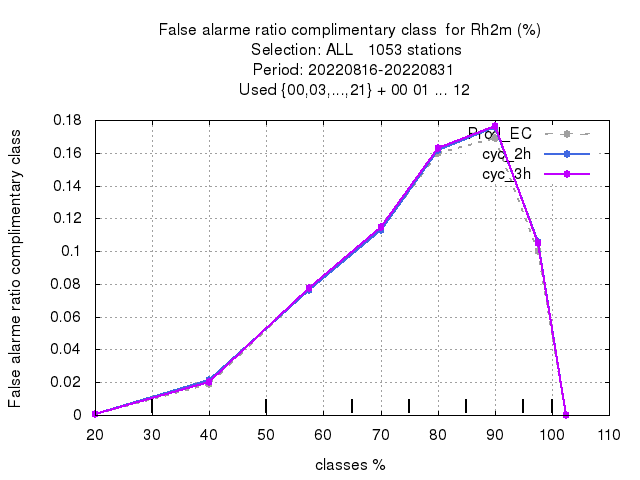 False alarme ratio complimentary class  for Rh2m (%)
Selection: ALL   1053 stations
Period: 20220816-20220831
Used {00,03,...,21} + 00 01 ... 12
False alarme ratio complimentary class
0.18
0.16
0.14
0.12
0.1
0.08
0.06
0.04
0.02
0
EC
cyc_2h
cyc_3h
20 30 40 50 60 70 80 90 100 110
classes %